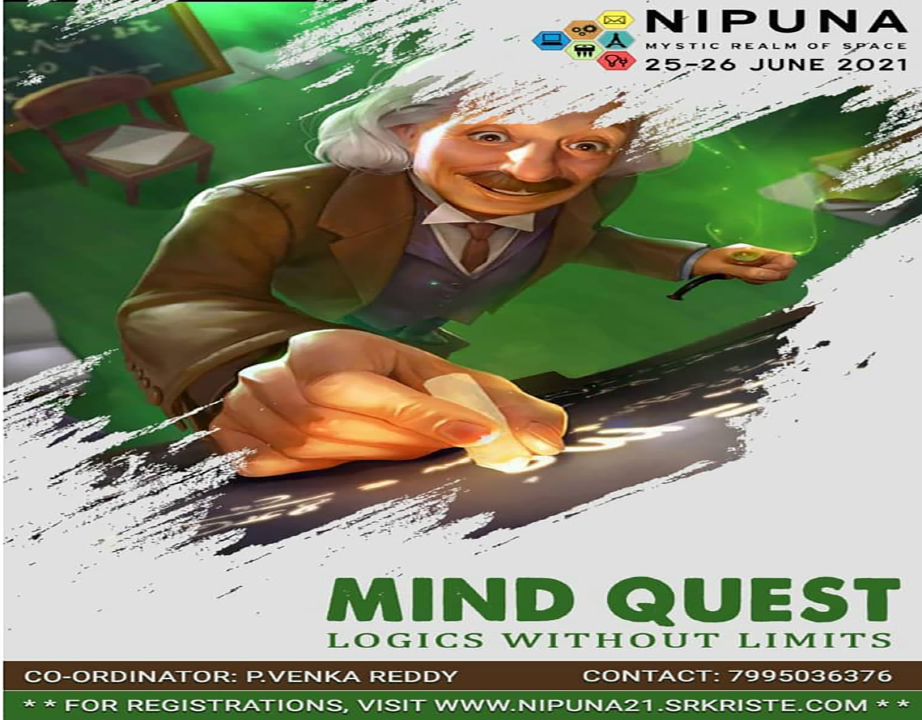 NIPUNA
MYSTIC REALM OF SPACE
25-26 JUNE 2021
MIND QUEST
LOGICS WITHOUT LIMITS
CO-ORDINATOR: P.VENKA REDDY CONTACT: 7995036376
* * FOR REGISTRATIONS, VISIT WWW.NIPUNA21.SRKRISTE.COM * *